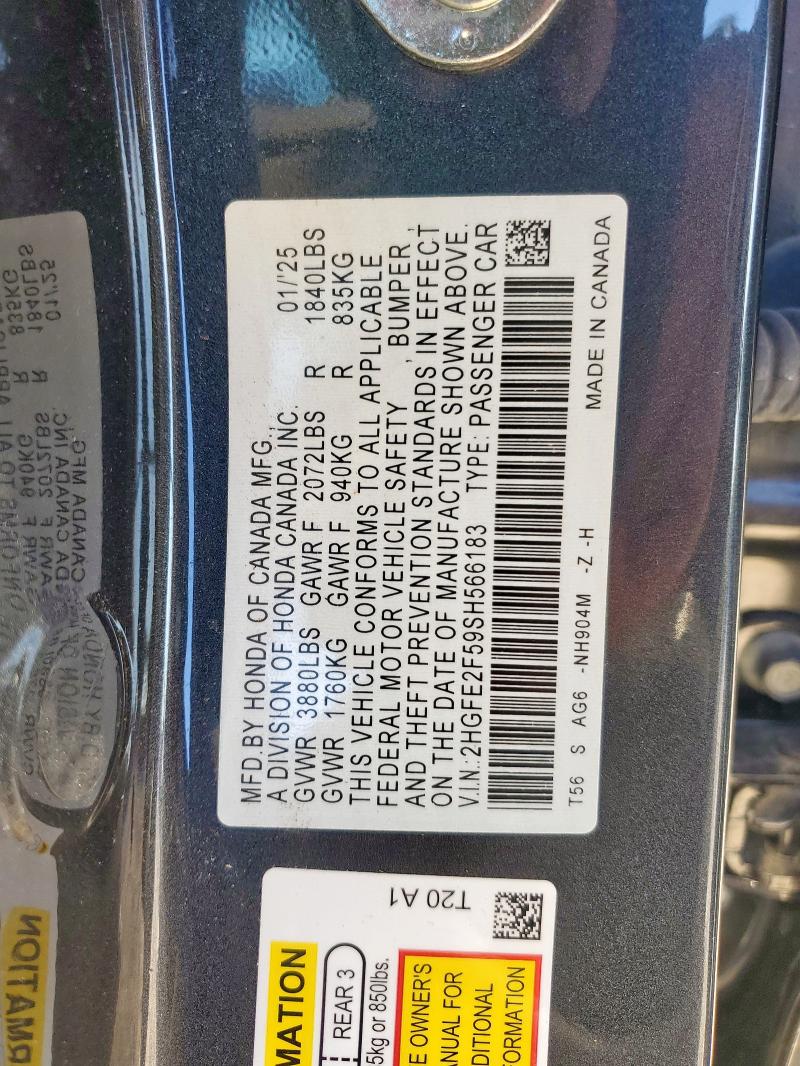 MFD.BY HONDA OF CANADA MFG.,
A DIVISION OF HONDA CANADA INC. 01/'25
GVWR 3880LBS GAWR F 2072LBS R 1840LBS
GVWR 1760KG GAWR F 940KG R 835KG
THIS VEHICLE CONFORMS TO ALL APPLICABLE
FEDERAL MOTOR VEHICLE SAFETY , BUMPER ,
AND THEFT PREVENTION STANDARDS IN EFFECT
ON THE DATE OF MANUFACTURE SHOWN ABOVE.
V.I.N.:2HGFE2F59SH566183 TYPE: PASSENGER CAR
T56 S AG6 -NH904M -Z -H MADE IN CANADA
T20 A1
MATION
REAR 3
5kg or 850lbs.
E OWNER'S
ANUAL FOR
DITIONAL
FORMATION